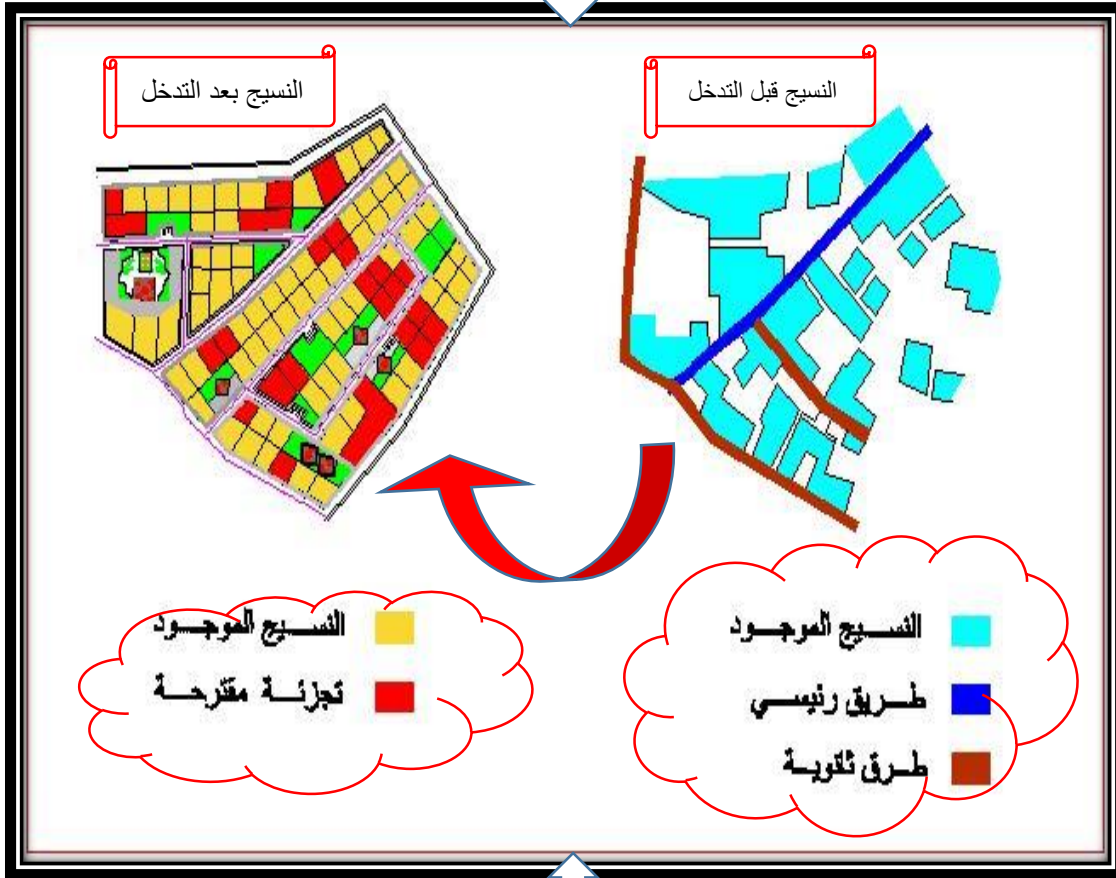 النسيج قبل التدخل
النسيج بعد التدخل
النسيج الموجود
طريق رئيسي
طرق ثانوية
النسيج الموجود
تجزئة مقترحة